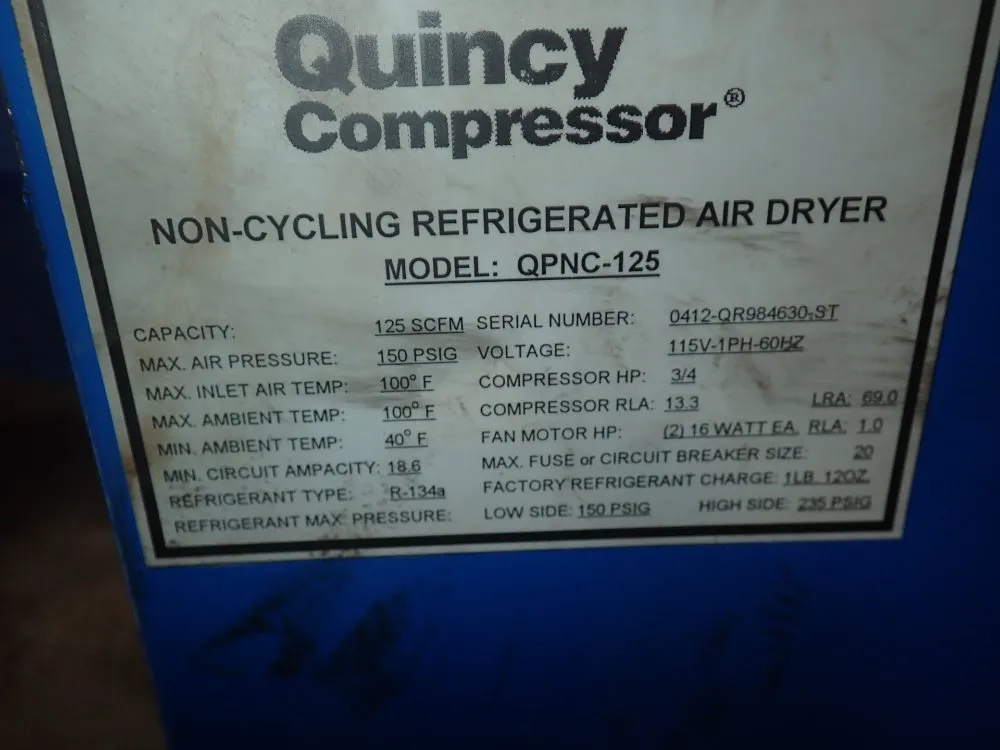 Quincy
Compressor®
NON-CYCLING REFRIGERATED AIR DRYER
MODEL: QPNC-125
CAPACITY: 125 SCFM SERIAL NUMBER: 0412-QR984630-ST
MAX. AIR PRESSURE: 150 PSIG VOLTAGE: 115V-1PH-60HZ
MAX. INLET AIR TEMP: 100° F COMPRESSOR HP: 3/4
MAX. AMBIENT TEMP: 100° F COMPRESSOR RLA: 13.3 LRA: 69.0
MIN. AMBIENT TEMP: 40° F FAN MOTOR HP: (2) 16 WATT EA. RLA: 1.0
MIN. CIRCUIT AMPACITY: 18.6 MAX. FUSE or CIRCUIT BREAKER SIZE: 20
REFRIGERANT TYPE: R-134a FACTORY REFRIGERANT CHARGE: 1LB 12OZ
REFRIGERANT MAX PRESSURE: LOW SIDE: 150 PSIG HIGH SIDE: 235 PSIG